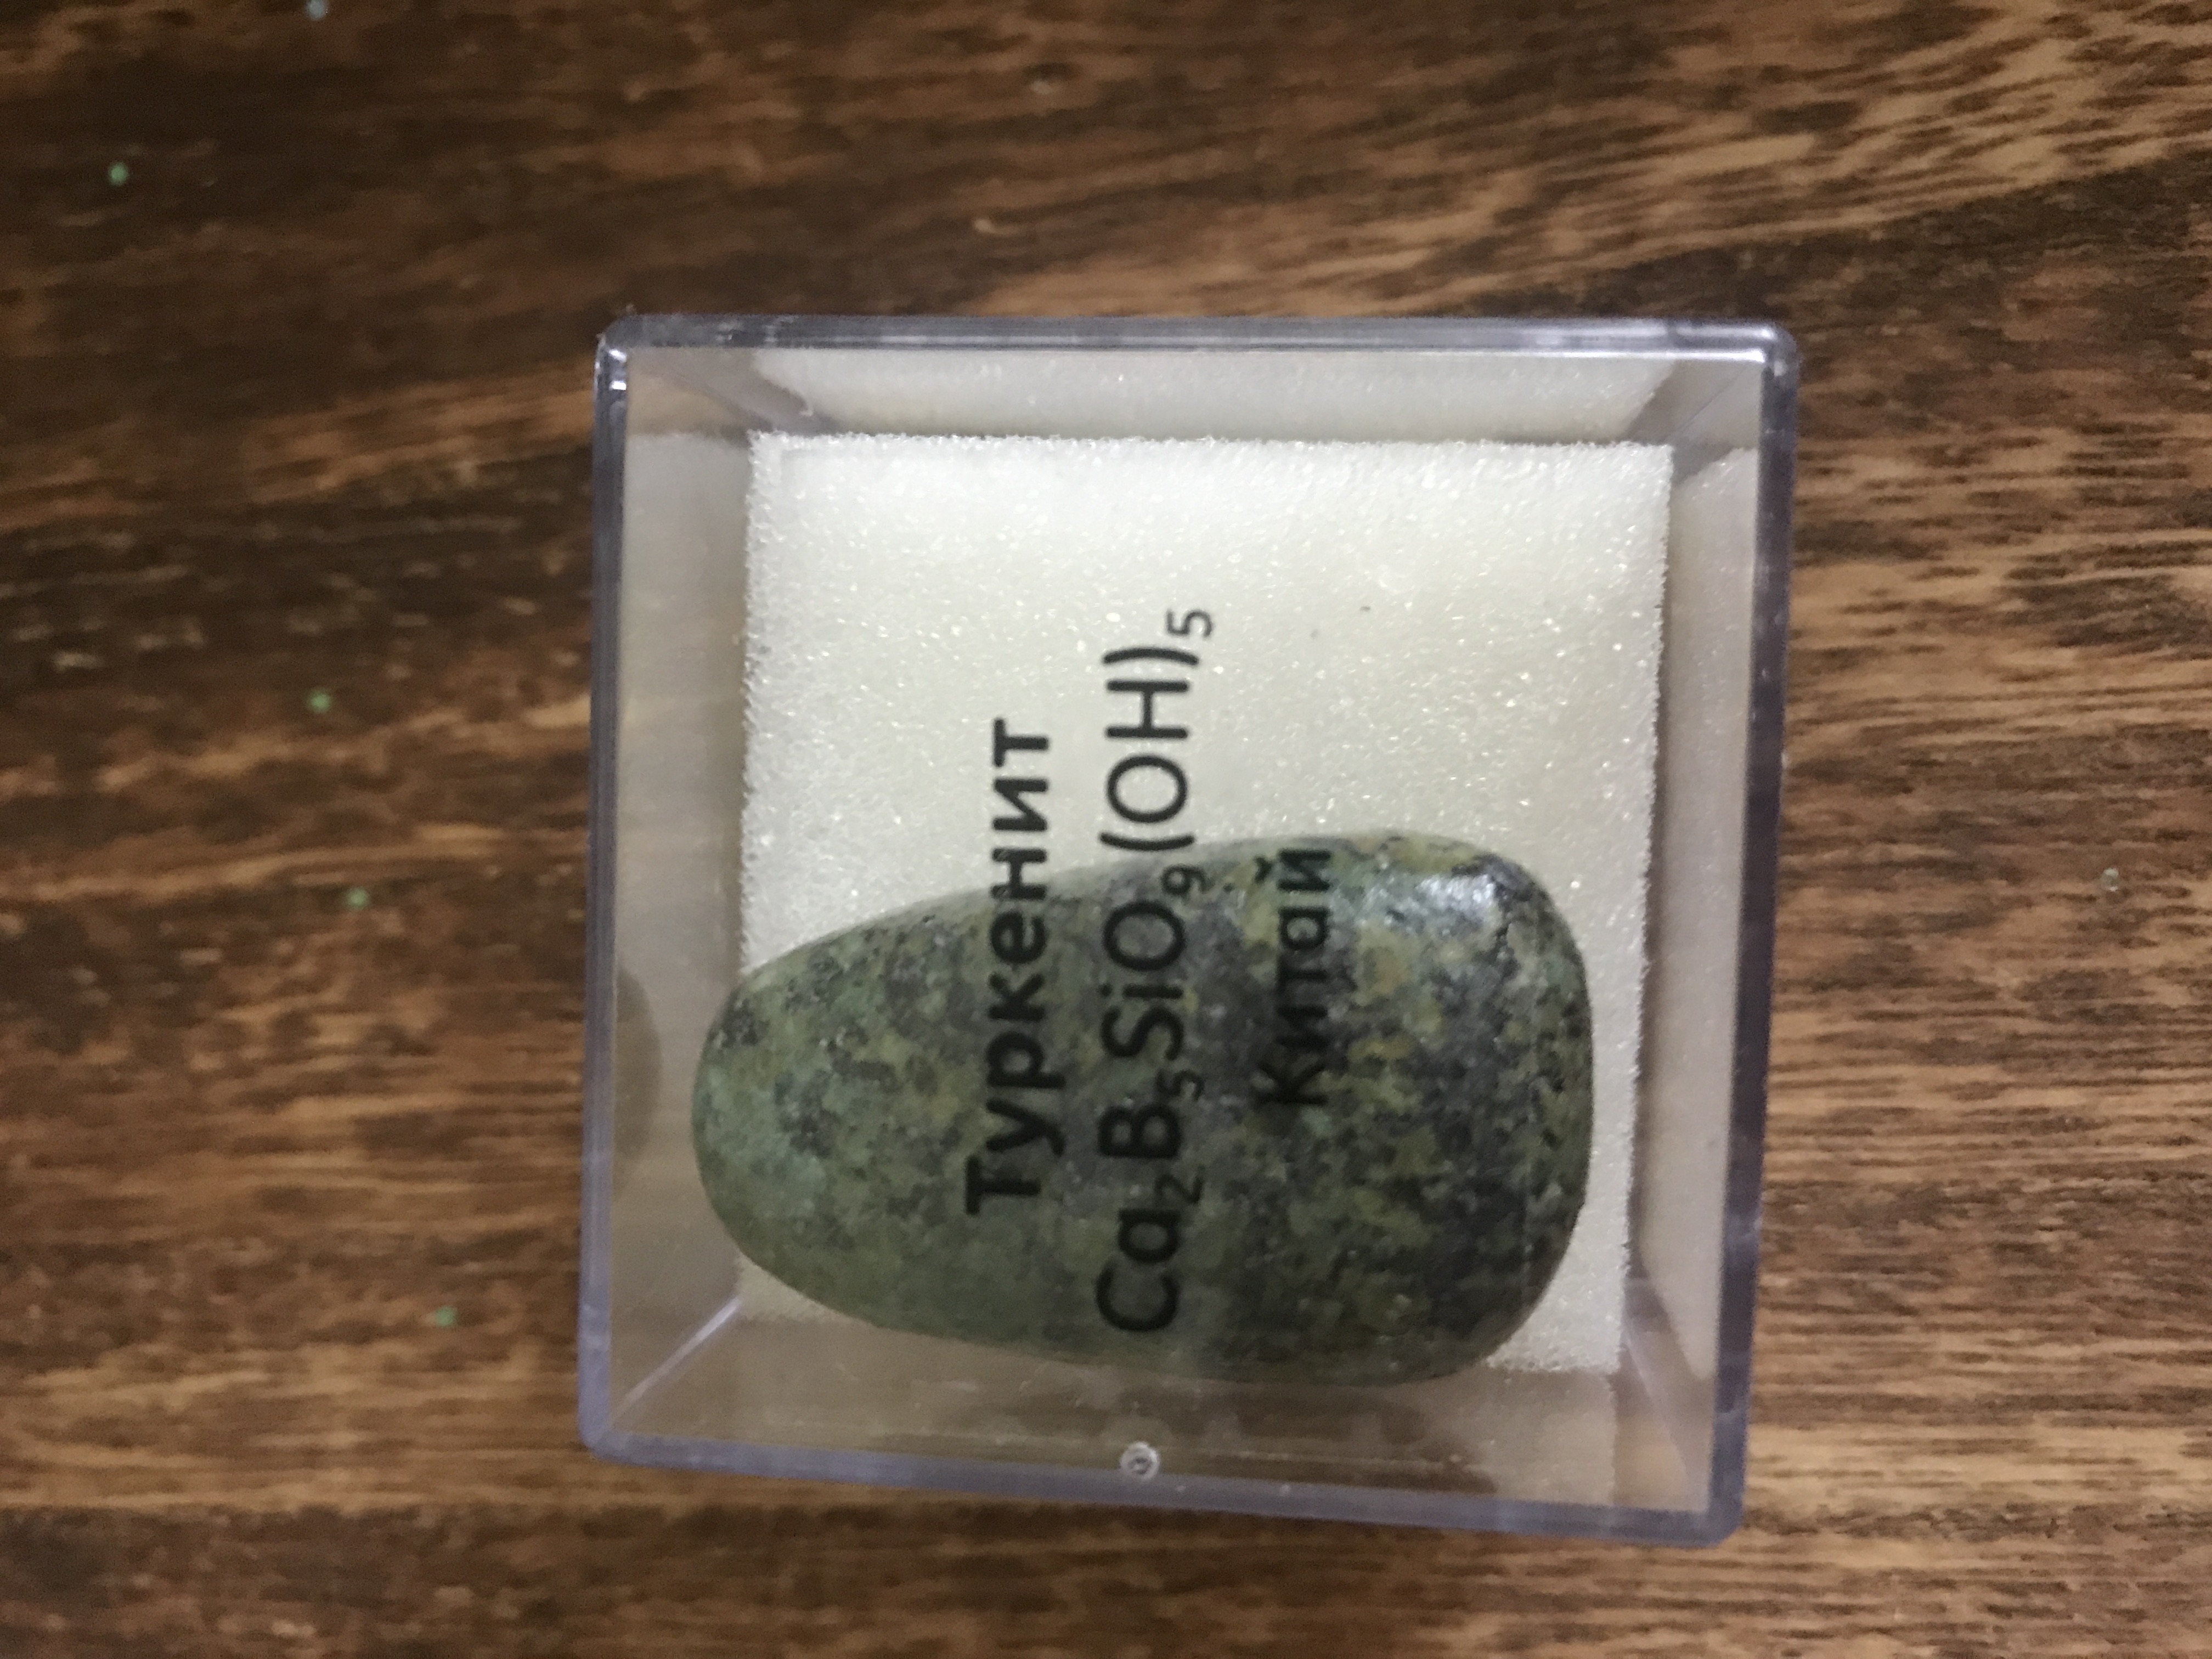 Туркенит
Ca₂B₅SiO₉(OH)₅
Китай